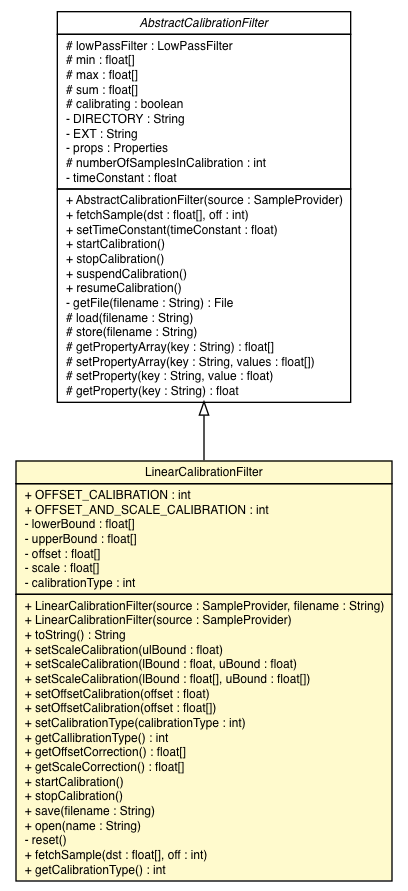 AbstractCalibrationFilter
# lowPassFilter : LowPassFilter
# min : float[]
# max : float[]
# sum : float[]
# calibrating : boolean
- DIRECTORY : String
- EXT : String
- props : Properties
# numberOfSamplesInCalibration : int
- timeConstant : float
+ AbstractCalibrationFilter(source : SampleProvider)
+ fetchSample(dst : float[], off : int)
+ setTimeConstant(timeConstant : float)
+ startCalibration()
+ stopCalibration()
+ suspendCalibration()
+ resumeCalibration()
- getFile(filename : String) : File
# load(filename : String)
# store(filename : String)
# getPropertyArray(key : String) : float[]
# setPropertyArray(key : String, values : float[])
# setProperty(key : String, value : float)
# getProperty(key : String) : float
LinearCalibrationFilter
+ OFFSET_CALIBRATION : int
+ OFFSET_AND_SCALE_CALIBRATION : int
- lowerBound : float[]
- upperBound : float[]
- offset : float[]
- scale : float[]
- calibrationType : int
+ LinearCalibrationFilter(source : SampleProvider, filename : String)
+ LinearCalibrationFilter(source : SampleProvider)
+ toString() : String
+ setScaleCalibration(ulBound : float)
+ setScaleCalibration(lBound : float, uBound : float)
+ setScaleCalibration(lBound : float[], uBound : float[])
+ setOffsetCalibration(offset : float)
+ setOffsetCalibration(offset : float[])
+ setCalibrationType(calibrationType : int)
+ getCallibrationType() : int
+ getOffsetCorrection() : float[]
+ getScaleCorrection() : float[]
+ startCalibration()
+ stopCalibration()
+ save(filename : String)
+ open(name : String)
- reset()
+ fetchSample(dst : float[], off : int)
+ getCalibrationType() : int